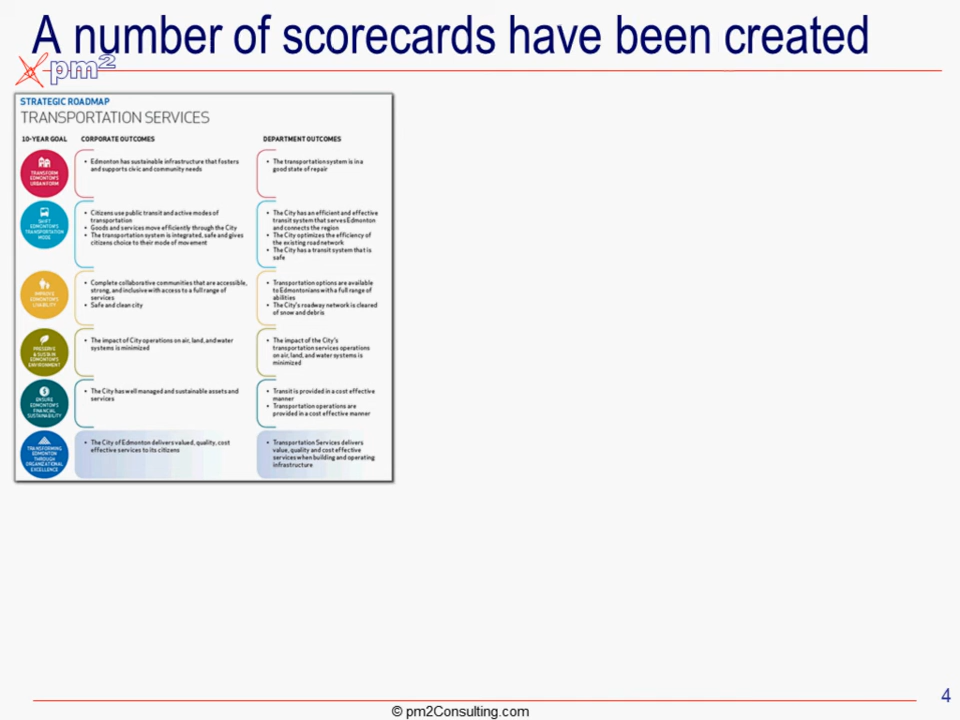 A number of scorecards have been created
pm2
STRATEGIC ROADMAP
TRANSPORTATION SERVICES
10-YEAR GOAL CORPORATE OUTCOMES DEPARTMENT OUTCOMES
TRANSFORM
EDMONTON'S
URBAN FORM
• Edmonton has sustainable infrastructure that fosters
and supports civic and community needs
• The transportation system is in a
good state of repair
SHIFT
EDMONTON'S
TRANSPORTATION
MODE
• Citizens use public transit and active modes of
transportation
• Goods and services move efficiently through the City
• The transportation system is integrated, safe and gives
citizens choice to their mode of movement
• The City has an efficient and effective
transit system that serves Edmonton
and connects the region
• The City optimizes the efficiency of
the existing road network
• The City has a transit system that is
safe
IMPROVE
EDMONTON'S
LIVABILITY
• Complete collaborative communities that are accessible,
strong, and inclusive with access to a full range of
services
• Safe and clean city
• Transportation options are available
to Edmontonians with a full range of
abilities
• The City's roadway network is cleared
of snow and debris
PRESERVE
& SUSTAIN
EDMONTON'S
ENVIRONMENT
• The impact of City operations on air, land, and water
systems is minimized
• The impact of the City's
transportation services operations
on air, land, and water systems is
minimized
ENSURE
EDMONTON'S
FINANCIAL
SUSTAINABILITY
• The City has well managed and sustainable assets and
services
• Transit is provided in a cost effective
manner
• Transportation operations are
provided in a cost effective manner
TRANSFORMING
EDMONTON
THROUGH
ORGANIZATIONAL
EXCELLENCE
• The City of Edmonton delivers valued, quality, cost
effective services to its citizens
• Transportation Services delivers
value, quality and cost effective
services when building and operating
infrastructure
4
© pm2Consulting.com